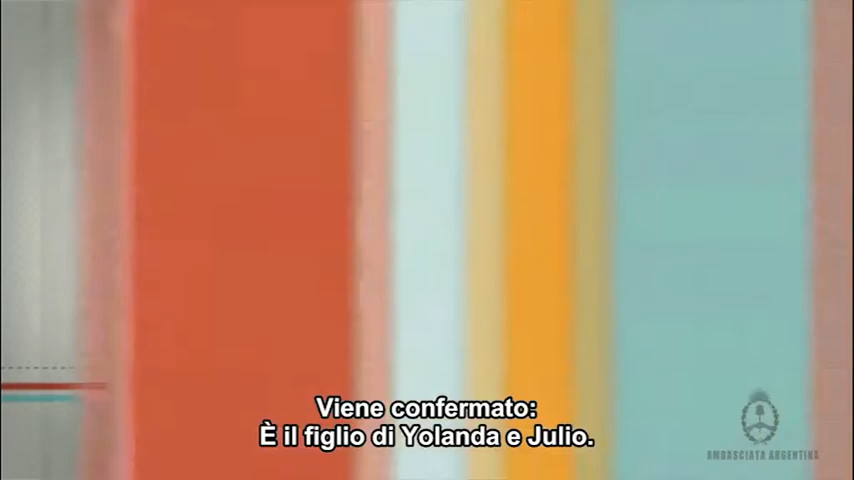 Viene confermato:
È il figlio di Yolanda e Julio.
AMBASCIATA ARGENTINA